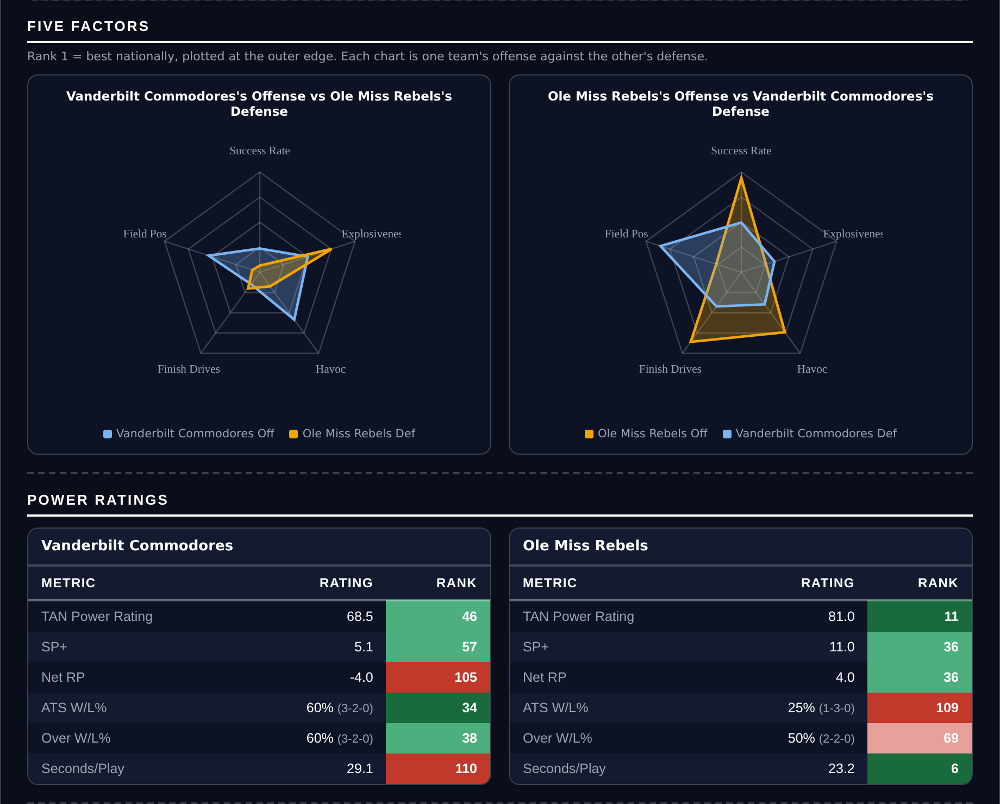 FIVE FACTORS
Rank 1 = best nationally, plotted at the outer edge. Each chart is one team's offense against the other's defense.
Vanderbilt Commodores's Offense vs Ole Miss Rebels's
Defense
Success Rate
Field Pos
Explosivenes
Finish Drives
Havoc
Vanderbilt Commodores Off
Ole Miss Rebels Def
Ole Miss Rebels's Offense vs Vanderbilt Commodores's
Defense
Success Rate
Field Pos
Explosivenes
Finish Drives
Havoc
Ole Miss Rebels Off
Vanderbilt Commodores Def
POWER RATINGS
Vanderbilt Commodores
METRIC RATING RANK
TAN Power Rating 68.5 46
SP+ 5.1 57
Net RP -4.0 105
ATS W/L% 60% (3-2-0) 34
Over W/L% 60% (3-2-0) 38
Seconds/Play 29.1 110
Ole Miss Rebels
METRIC RATING RANK
TAN Power Rating 81.0 11
SP+ 11.0 36
Net RP 4.0 36
ATS W/L% 25% (1-3-0) 109
Over W/L% 50% (2-2-0) 69
Seconds/Play 23.2 6